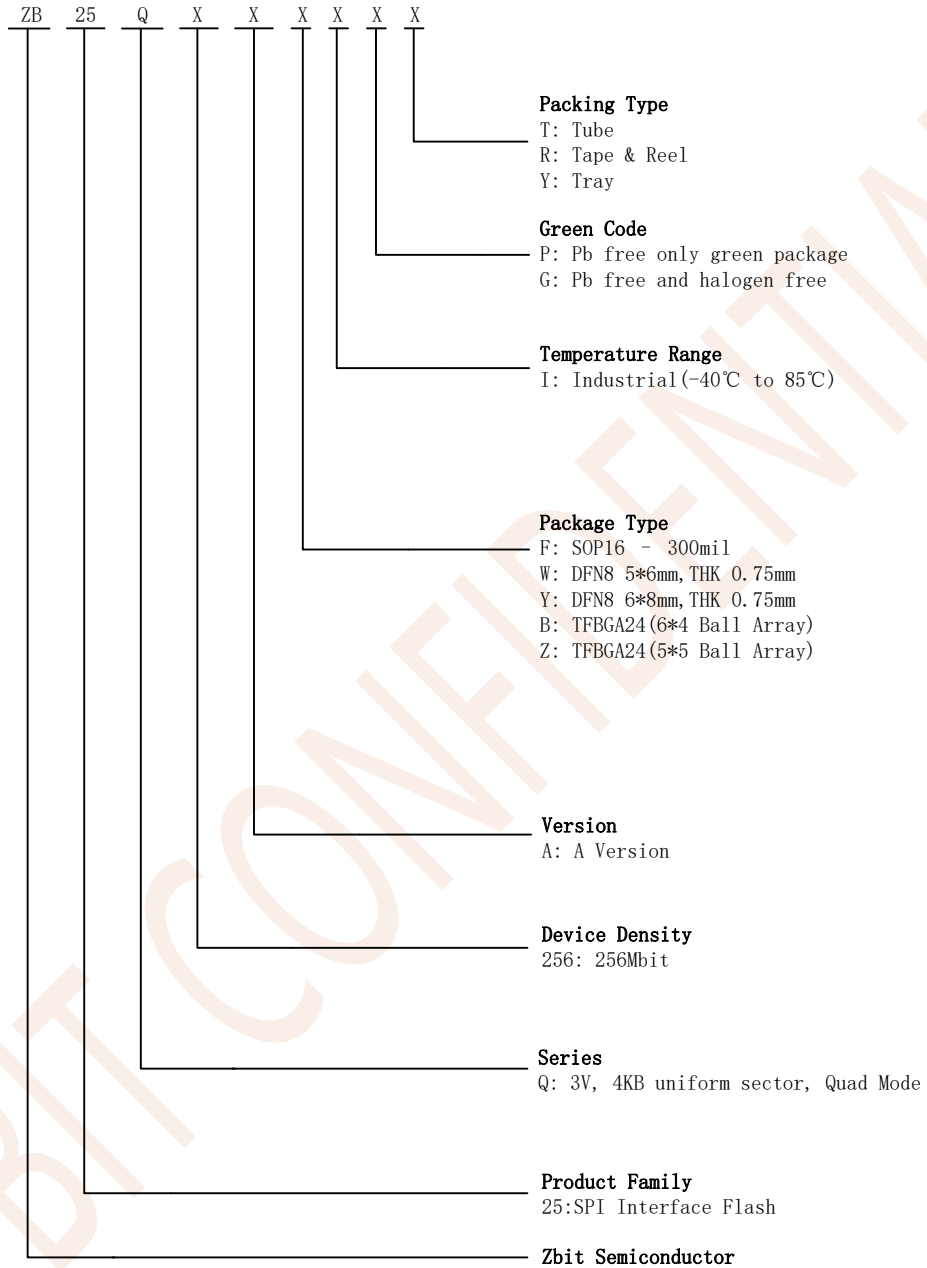 ZB 25 Q X X X X X X
Packing Type
T: Tube
R: Tape & Reel
Y: Tray
Green Code
P: Pb free only green package
G: Pb free and halogen free
Temperature Range
I: Industrial(-40℃ to 85℃)
Package Type
F: SOP16 - 300mil
W: DFN8 5*6mm,THK 0.75mm
Y: DFN8 6*8mm,THK 0.75mm
B: TFBGA24(6*4 Ball Array)
Z: TFBGA24(5*5 Ball Array)
Version
A: A Version
Device Density
256: 256Mbit
Series
Q: 3V, 4KB uniform sector, Quad Mode
Product Family
25:SPI Interface Flash
Zbit Semiconductor
BIT CONFIDENTIA